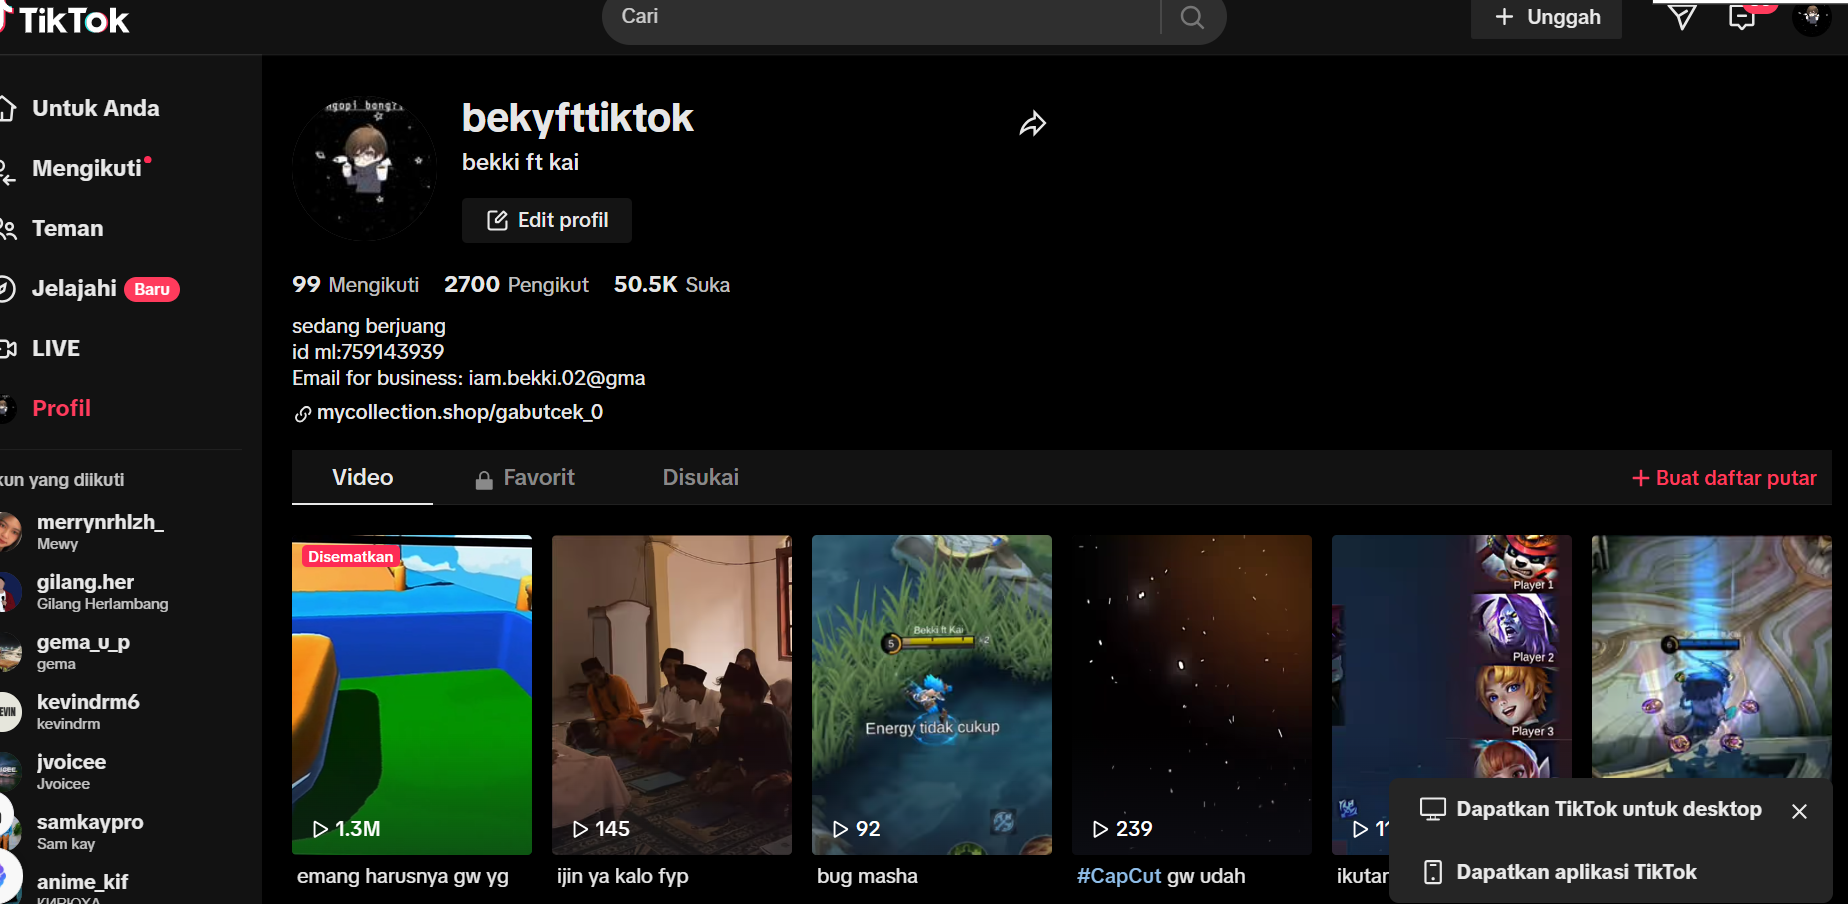 TikTok
Cari
Unggah
Untuk Anda
Mengikuti
Teman
Jelajahi Baru
LIVE
Profil
kun yang diikuti
merrynrhlzh_
Mewy
gilang.her
Gilang Herlambang
gema_u_p
gema
kevindrm6
kevindrm
jvoicee
Jvoicee
samkaypro
Sam kay
anime_kif
bekyfttiktok
bekki ft kai
Edit profil
99 Mengikuti 2700 Pengikut 50.5K Suka
sedang berjuang
id ml:759143939
Email for business: iam.bekki.02@gma
mycollection.shop/gabutcek_0
Video Favorit Disukai
Buat daftar putar
Disematkan
1.3M
emang harusnya gw yg
145
ijin ya kalo fyp
Bekki ft Kai
5
Energy tidak cukup
92
bug masha
239
#CapCut gw udah
Player 1
Player 2
Player 3
ikutan
Dapatkan TikTok untuk desktop
Dapatkan aplikasi TikTok